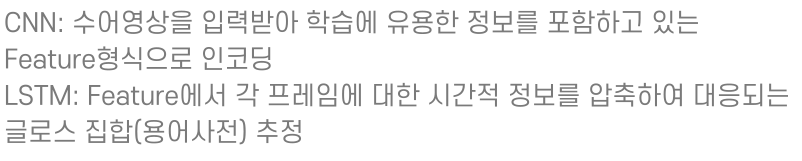 CNN: 수어영상을 입력받아 학습에 유용한 정보를 포함하고 있는
Feature형식으로 인코딩
LSTM: Feature에서 각 프레임에 대한 시간적 정보를 압축하여 대응되는
글로스 집합(용어사전) 추정